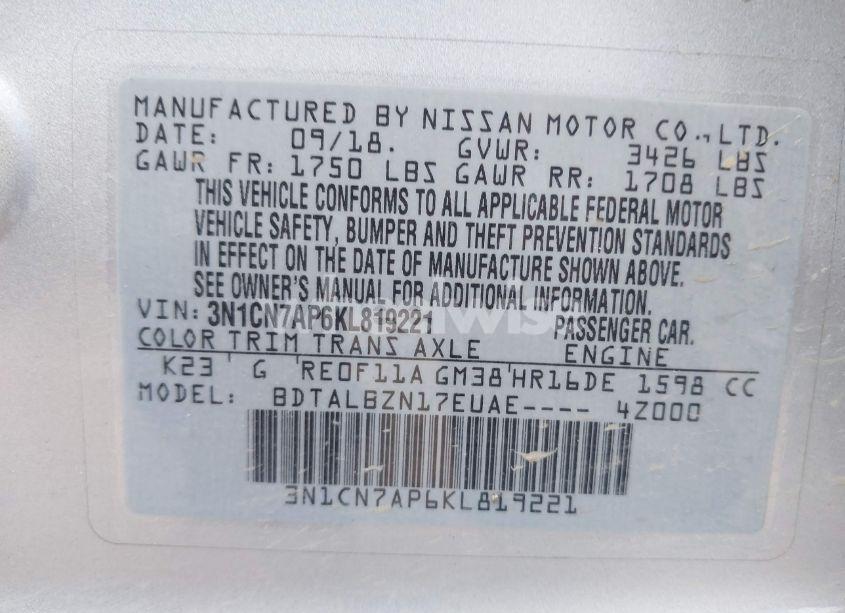 MANUFACTURED BY NISSAN MOTOR CO.,LTD.
DATE: 09/18. GVWR: 3426 LBS
GAWR FR: 1750 LBS GAWR RR: 1708 LBS
THIS VEHICLE CONFORMS TO ALL APPLICABLE FEDERAL MOTOR
VEHICLE SAFETY, BUMPER AND THEFT PREVENTION STANDARDS
IN EFFECT ON THE DATE OF MANUFACTURE SHOWN ABOVE.
SEE OWNER'S MANUAL FOR ADDITIONAL INFORMATION.
VIN: 3N1CN7AP6KL819221 PASSENGER CAR.
COLOR TRIM TRANS AXLE ENGINE
K23 ' G 'RE0F11A GM38'HR16DE 1598 CC
MODEL: BDTALBZN17EUAE---- 4Z000
3N1CN7AP6KL819221